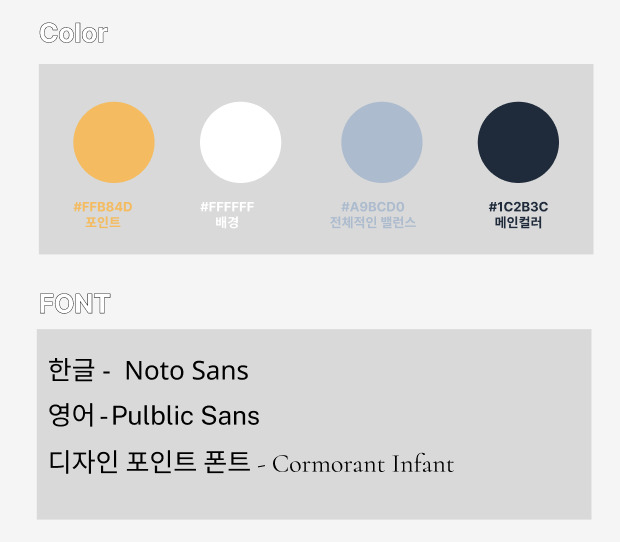 Color
#FFB84D
포인트
#FFFFFF
배경
#A9BCD0
전체적인 밸런스
#1C2B3C
메인컬러
FONT
한글 - Noto Sans
영어 - Pulblic Sans
디자인 포인트 폰트 - Cormorant Infant